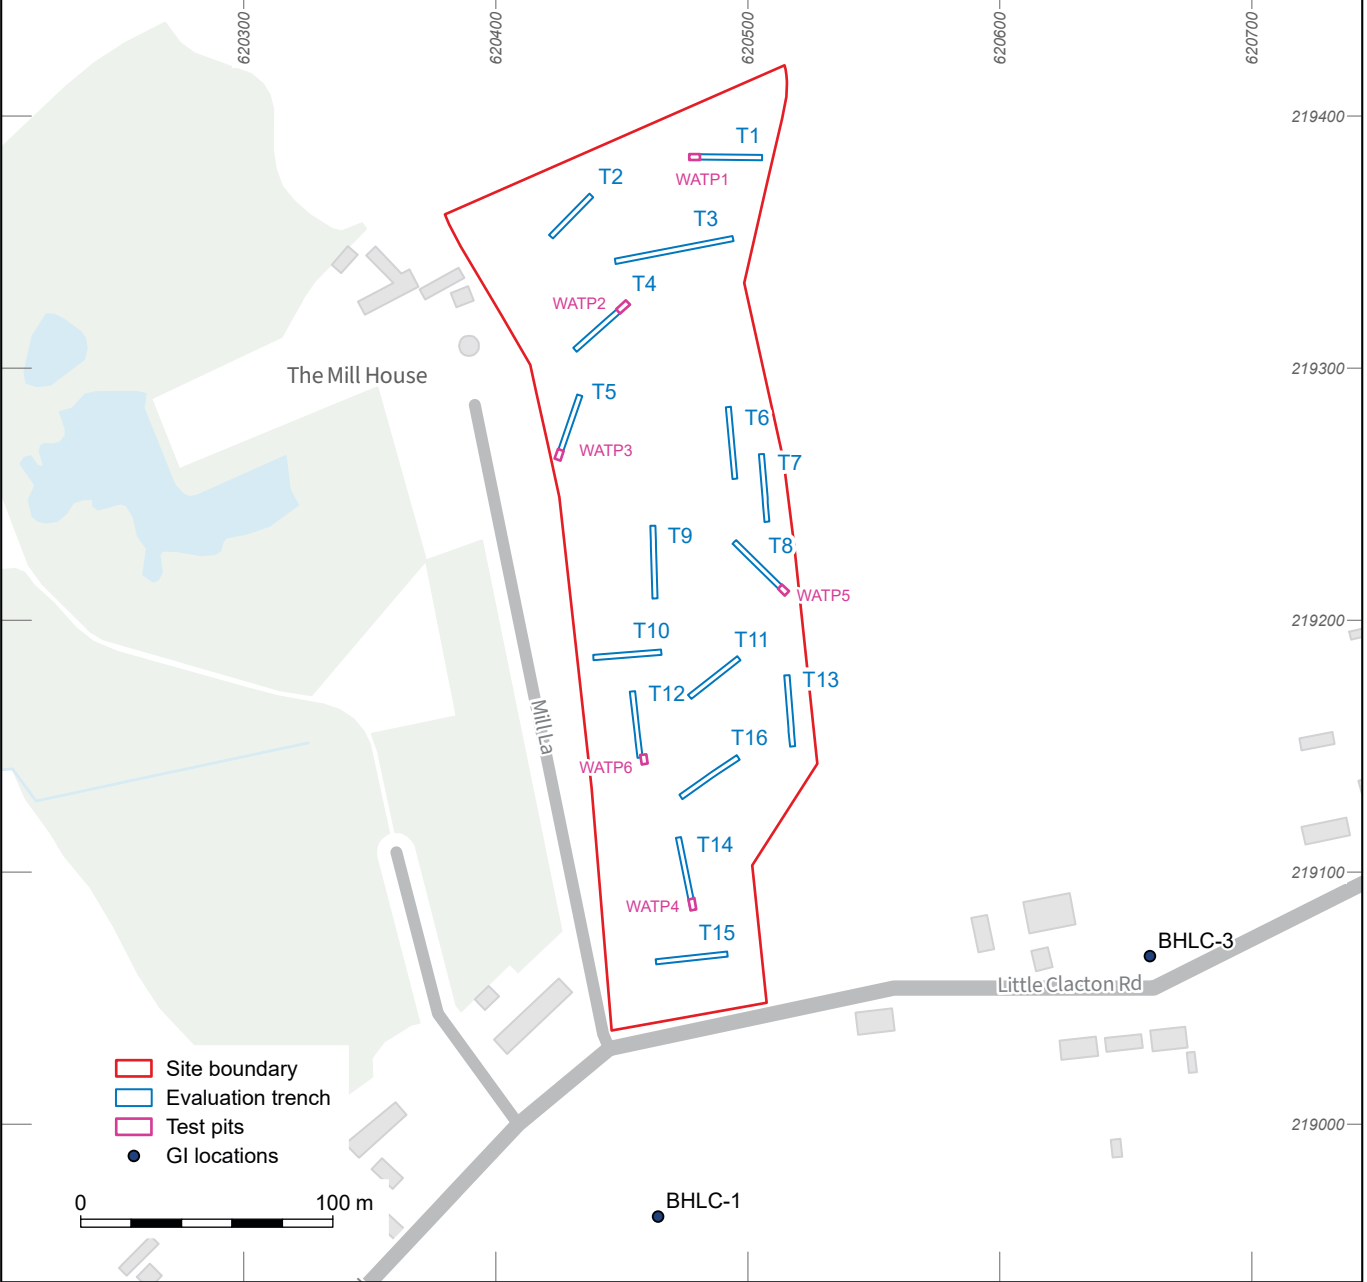 620300
620400
620500
620600
620700
219400
T1
WATP1
T2
T3
T4
WATP2
219300
The Mill House
T5
T6
WATP3
T7
T9
T8
WATP5
219200
T10
T11
T13
T12
Mill La
T16
WATP6
T14
219100
WATP4
T15
BHLC-3
Little Clacton Rd
Site boundary
Evaluation trench
Test pits
219000
GI locations
0 100 m
BHLC-1